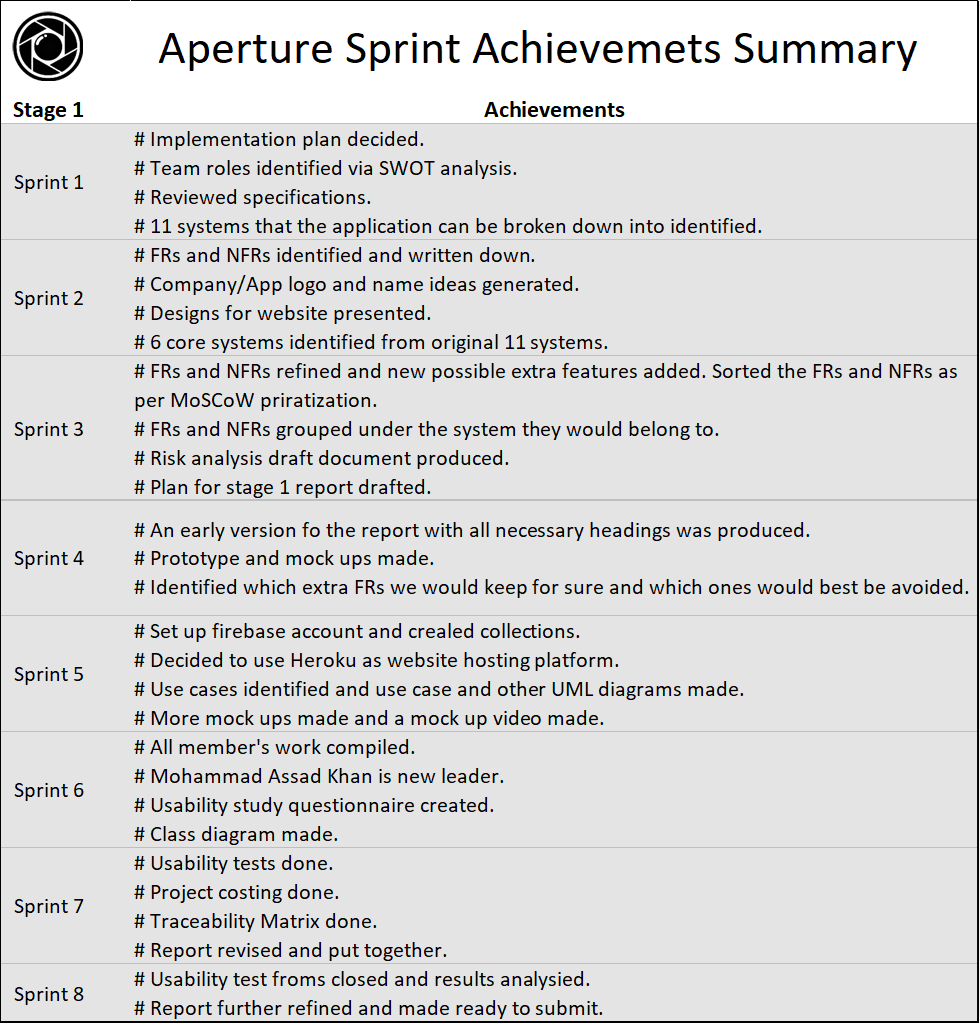 Aperture Sprint Achievemets Summary
Stage 1 Achievements
Sprint 1
# Implementation plan decided.
# Team roles identified via SWOT analysis.
# Reviewed specifications.
# 11 systems that the application can be broken down into identified.
Sprint 2
# FRs and NFRs identified and written down.
# Company/App logo and name ideas generated.
# Designs for website presented.
# 6 core systems identified from original 11 systems.
Sprint 3
# FRs and NFRs refined and new possible extra features added. Sorted the FRs and NFRs as
per MoSCoW priratization.
# FRs and NFRs grouped under the system they would belong to.
# Risk analysis draft document produced.
# Plan for stage 1 report drafted.
Sprint 4
# An early version fo the report with all necessary headings was produced.
# Prototype and mock ups made.
# Identified which extra FRs we would keep for sure and which ones would best be avoided.
Sprint 5
# Set up firebase account and crealed collections.
# Decided to use Heroku as website hosting platform.
# Use cases identified and use case and other UML diagrams made.
# More mock ups made and a mock up video made.
Sprint 6
# All member's work compiled.
# Mohammad Assad Khan is new leader.
# Usability study questionnaire created.
# Class diagram made.
Sprint 7
# Usability tests done.
# Project costing done.
# Traceability Matrix done.
# Report revised and put together.
Sprint 8
# Usability test froms closed and results analysied.
# Report further refined and made ready to submit.